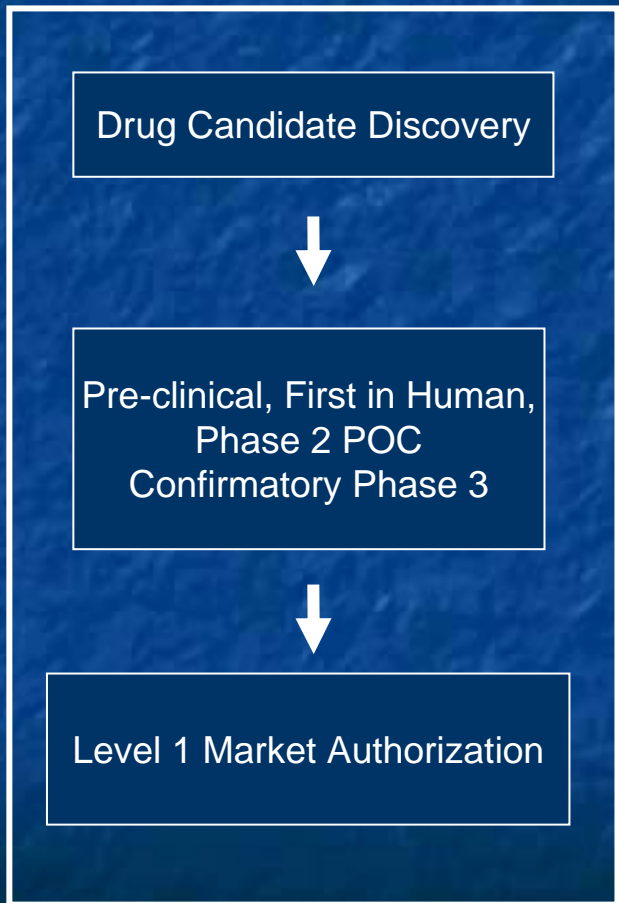 Drug Candidate Discovery
Pre-clinical, First in Human,
Phase 2 POC
Confirmatory Phase 3
Level 1 Market Authorization